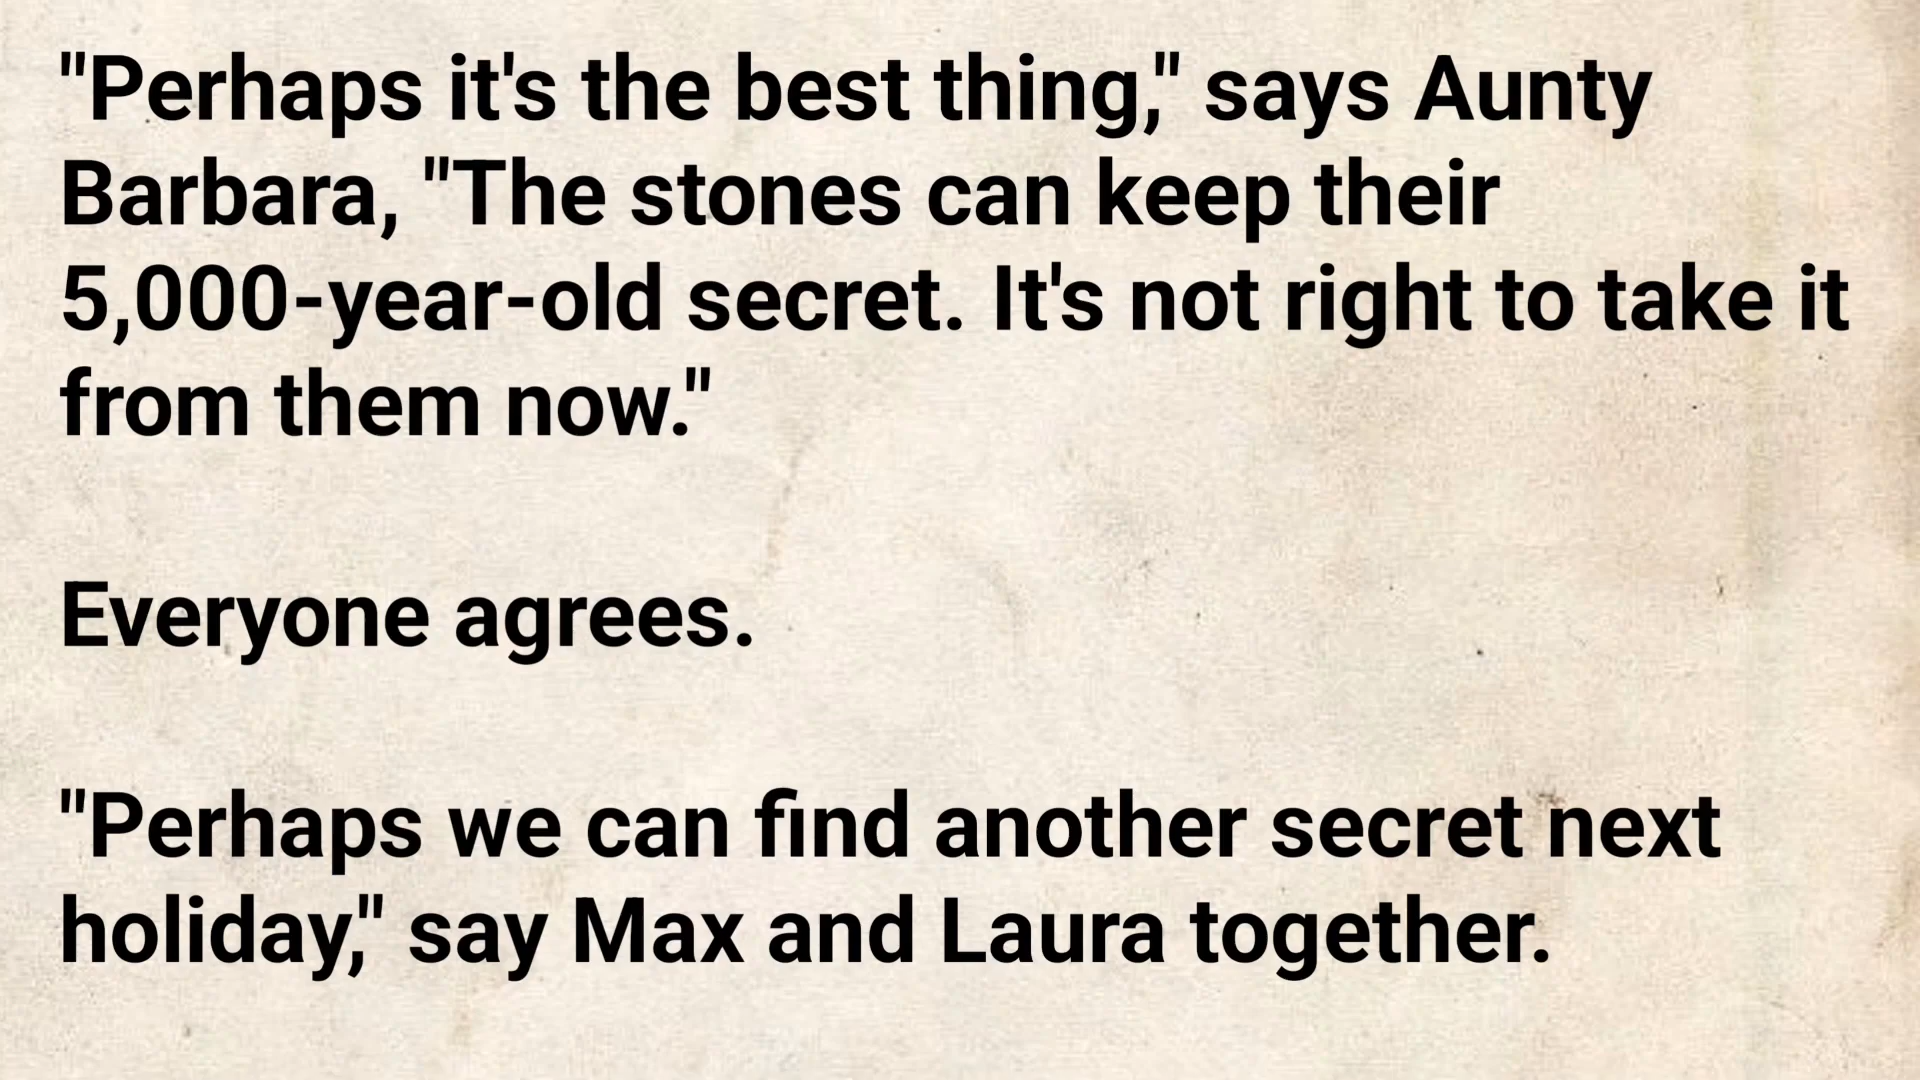 "Perhaps it's the best thing," says Aunty
Barbara, "The stones can keep their
5,000-year-old secret. It's not right to take it
from them now."
Everyone agrees.
"Perhaps we can find another secret next
holiday," say Max and Laura together.